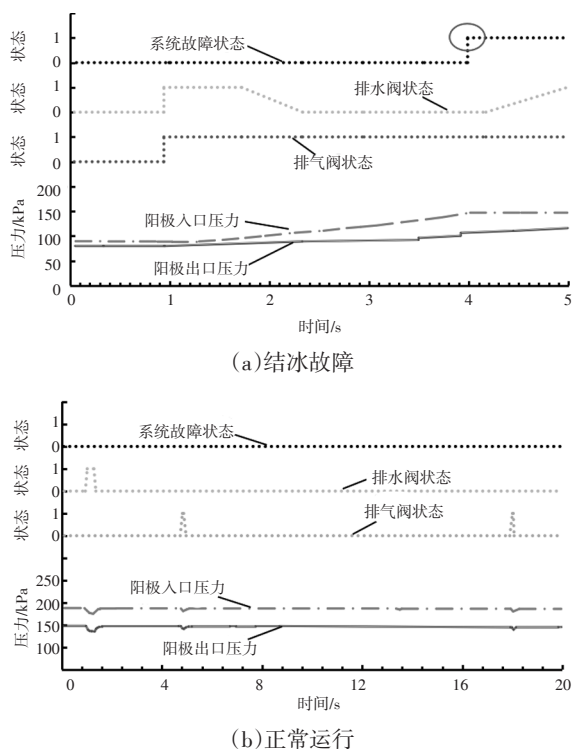 状态
1
0
系统故障状态
状态
1
0
排水阀状态
状态
1
0
排气阀状态
压力/kPa
200
150
100
50
0
阳极入口压力
阳极出口压力
0 1 2 3 4 5
时间/s
(a)结冰故障
状态
1
0
系统故障状态
状态
1
0
排水阀状态
状态
1
0
排气阀状态
压力/kPa
250
200
150
100
阳极入口压力
阳极出口压力
0 4 8 12 16 20
时间/s
(b)正常运行